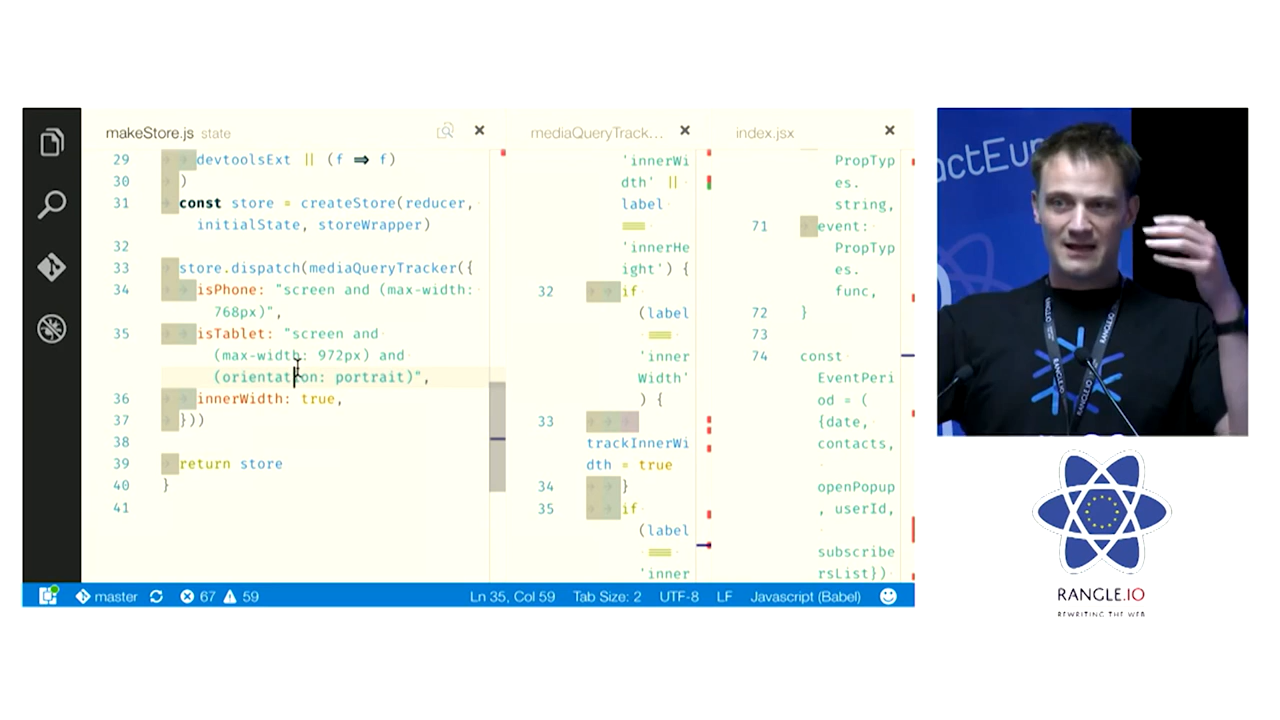 makeStore.js state
29 devtoolsExt || (f => f)
30 )
31 const store = createStore(reducer,
initialState, storeWrapper)
32
33 store.dispatch(mediaQueryTracker({
34 isPhone: "screen and (max-width:
768px)",
35 isTablet: "screen and
(max-width: 972px) and
(orientation: portrait)",
36 innerWidth: true,
37 }))
38
39 return store
40 }
41
mediaQueryTrack...
'innerWi
dth' ||
label
===
'innerHe
ight') {
32 if
(label
===
'inner
Width'
) {
33
trackInnerWi
dth = true
34 }
35 if
(label
===
'inner
index.jsx
PropTyp
es.
string,
71 event:
PropTyp
es.
func,
72 }
73
74 const
EventPeri
od = (
{date,
contacts,
openPopup
, userId,
subscribe
rsList})
master 67 59 Ln 35, Col 59 Tab Size: 2 UTF-8 LF Javascript (Babel)
actEur
RANGLE.IO
RANGLE.IO
RANGLE.IO
REWRITING THE WEB